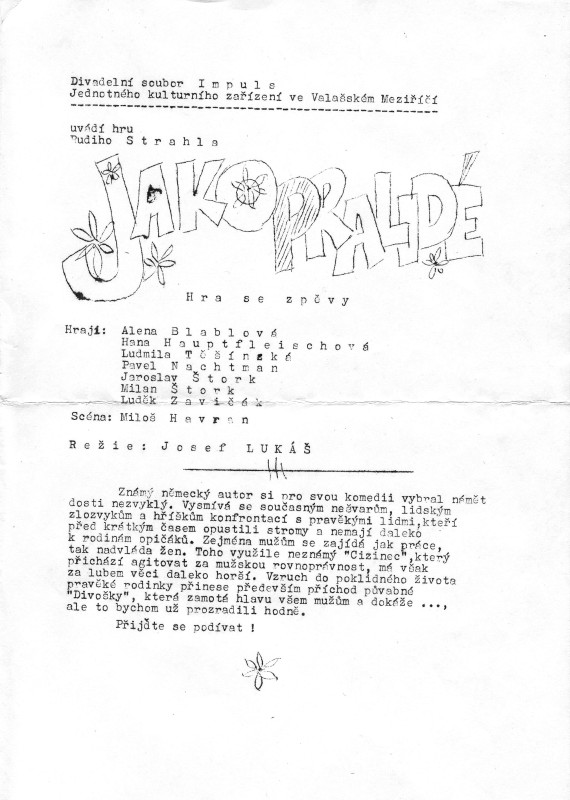 Divadelní soubor I m p u l s
Jednotného kulturního zařízení ve Valašském Meziříčí
uvádí hru
Rudiho S t r a h l a
JAKO PRALIDÉ
H r a  s e  z p ě v y
Hrají: Alena B l a b l o v á
Hana H a u p t f l e i s c h o v á
Ludmila T ě š í n s k á
Pavel N a c h t m a n
Jaroslav Š t o r k
Milan Š t o r k
Luděk Z a v i č á k
Scéna: Miloš H a v r a n
R e ž i e : J o s e f LUKÁŠ
Známý německý autor si pro svou komedii vybral námět
dosti nezvyklý. Vysmívá se současným nešvarům, lidským
zlozvykům a hříškům konfrontací s pravěkými lidmi,kteří
před krátkým časem opustili stromy a nemají daleko
k rodinám opičáků. Zejména mužům se zajídá jak práce,
tak nadvláda žen. Toho využije neznámý "Cizinec",který
přichází agitovat za mužskou rovnoprávnost, má však
za lubem věci daleko horší. Vzruch do poklidného života
pravěké rodinky přinese především příchod půvabné
"Divošky", která zamotá hlavu všem mužům a dokáže ...,
ale to bychom už prozradili hodně.
Přijďte se podívat !